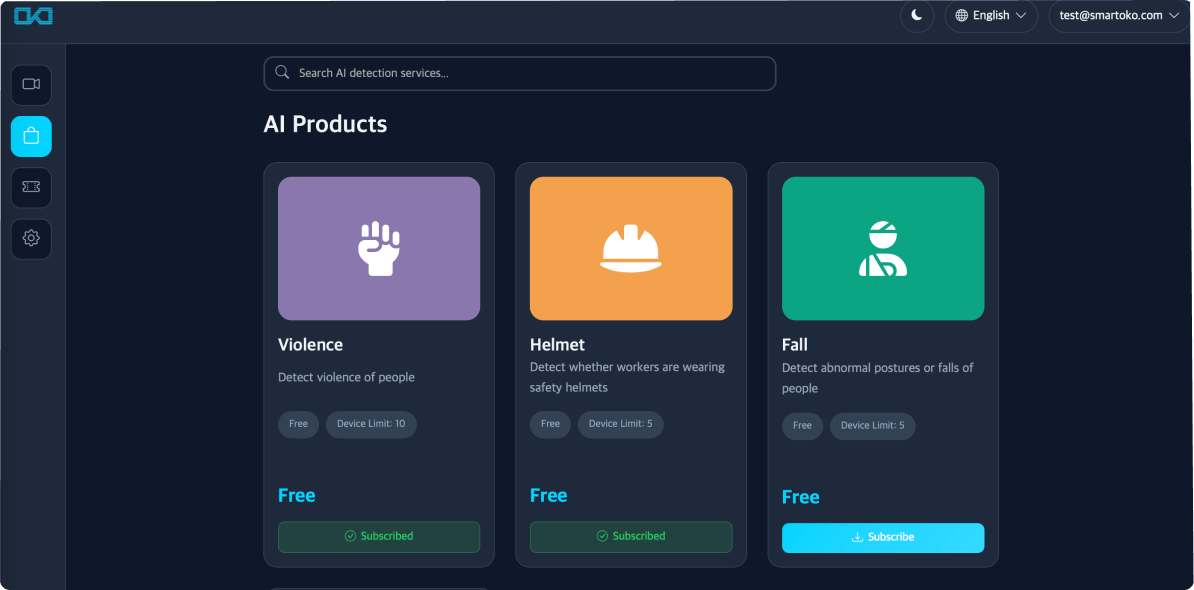 OKO
English
test@smartoko.com
Search AI detection services...
AI Products
Violence
Detect violence of people
Free
Device Limit: 10
Free
Subscribed
Helmet
Detect whether workers are wearing
safety helmets
Free
Device Limit: 5
Free
Subscribed
Fall
Detect abnormal postures or falls of
people
Free
Device Limit: 5
Free
Subscribe